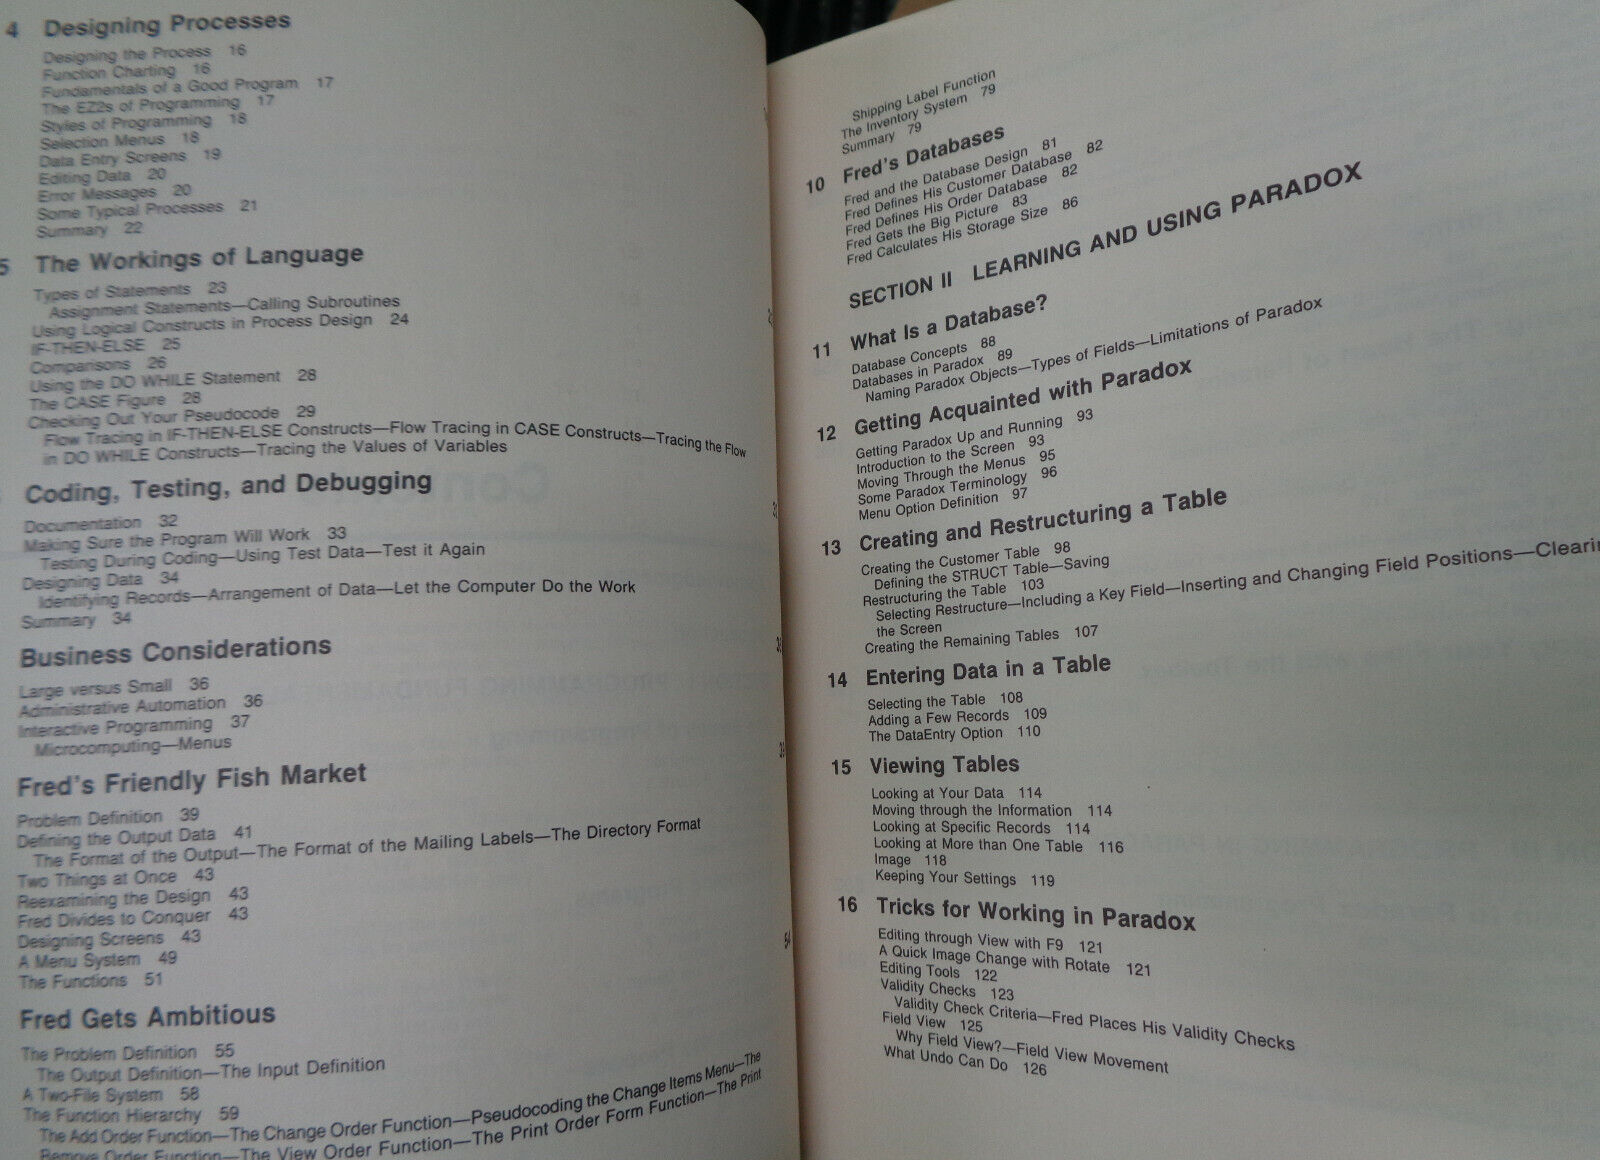 4 Designing Processes
Designing the Process 16
Function Charting 16
Fundamentals of a Good Program 17
The EZ2s of Programming 17
Styles of Programming 18
Selection Menus 18
Data Entry Screens 19
Editing Data 20
Error Messages 20
Some Typical Processes 21
Summary 22
5 The Workings of Language
Types of Statements 23
Assignment Statements—Calling Subroutines
Using Logical Constructs in Process Design 24
IF-THEN-ELSE 25
Comparisons 26
Using the DO WHILE Statement 28
The CASE Figure 28
Checking Out Your Pseudocode 29
Flow Tracing in IF-THEN-ELSE Constructs—Flow Tracing in CASE Constructs—Tracing the Flow
in DO WHILE Constructs—Tracing the Values of Variables
Coding, Testing, and Debugging
Documentation 32
Making Sure the Program Will Work 33
Testing During Coding—Using Test Data—Test it Again
Designing Data 34
Identifying Records—Arrangement of Data—Let the Computer Do the Work
Summary 34
Business Considerations
Large versus Small 36
Administrative Automation 36
Interactive Programming 37
Microcomputing—Menus
Fred's Friendly Fish Market
Problem Definition 39
Defining the Output Data 41
The Format of the Output—The Format of the Mailing Labels—The Directory Format
Two Things at Once 43
Reexamining the Design 43
Fred Divides to Conquer 43
Designing Screens 43
A Menu System 49
The Functions 51
Fred Gets Ambitious
The Problem Definition 55
The Output Definition—The Input Definition
A Two-File System 58
The Function Hierarchy 59
The Add Order Function—The Change Order Function—Pseudocoding the Change Items Menu—The
Remove Order Function—The View Order Function—The Print Order Form Function—The Print
Shipping Label Function
The Inventory System 79
Summary 79
10 Fred's Databases
Fred and the Database Design 81
Fred Defines His Customer Database 82
Fred Defines His Order Database 82
Fred Gets the Big Picture 83
Fred Calculates His Storage Size 86
SECTION II LEARNING AND USING PARADOX
11 What Is a Database?
Database Concepts 88
Databases in Paradox 89
Naming Paradox Objects—Types of Fields—Limitations of Paradox
12 Getting Acquainted with Paradox
Getting Paradox Up and Running 93
Introduction to the Screen 93
Moving Through the Menus 95
Some Paradox Terminology 96
Menu Option Definition 97
13 Creating and Restructuring a Table
Creating the Customer Table 98
Defining the STRUCT Table—Saving
Restructuring the Table 103
Selecting Restructure—Including a Key Field—Inserting and Changing Field Positions—Clearin
the Screen
Creating the Remaining Tables 107
14 Entering Data in a Table
Selecting the Table 108
Adding a Few Records 109
The DataEntry Option 110
15 Viewing Tables
Looking at Your Data 114
Moving through the Information 114
Looking at Specific Records 114
Looking at More than One Table 116
Image 118
Keeping Your Settings 119
16 Tricks for Working in Paradox
Editing through View with F9 121
A Quick Image Change with Rotate 121
Editing Tools 122
Validity Checks 123
Validity Check Criteria—Fred Places His Validity Checks
Field View 125
Why Field View?—Field View Movement
What Undo Can Do 126